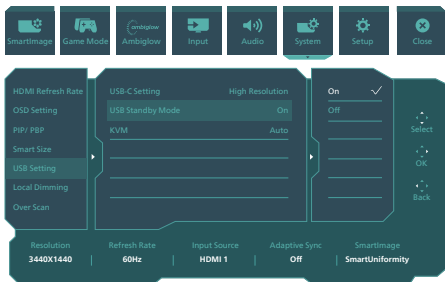 ambiglow
SmartImage
Game Mode
Ambiglow
Input
Audio
System
Setup
Close
HDMI Refresh Rate
OSD Setting
PIP/ PBP
Smart Size
USB Setting
Local Dimming
Over Scan
USB-C Setting High Resolution
USB Standby Mode On
KVM Auto
On
Off
Select
OK
Back
Resolution Refresh Rate Input Source Adaptive Sync SmartImage
3440X1440 | 60Hz | HDMI 1 | Off | SmartUniformity